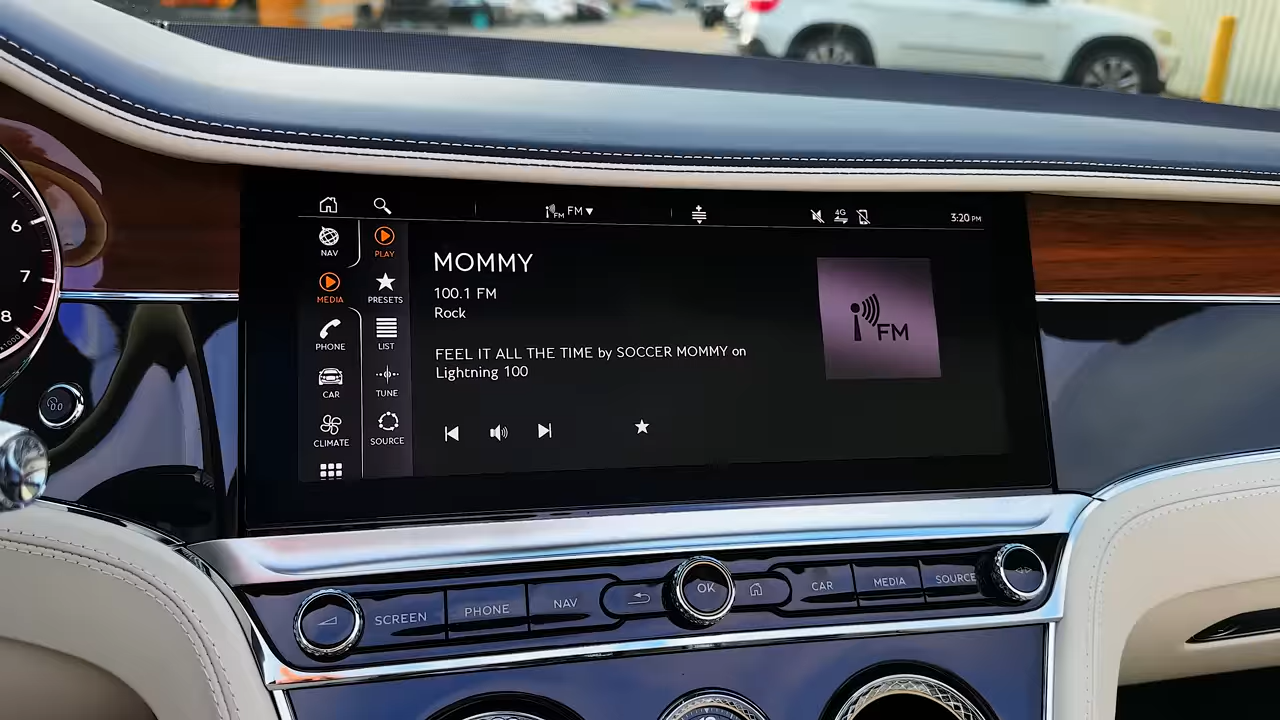 FM FM ▼
4G
3:20 PM
NAV
PLAY
MEDIA
PRESETS
PHONE
LIST
CAR
TUNE
CLIMATE
SOURCE
MOMMY
100.1 FM
Rock
FEEL IT ALL THE TIME by SOCCER MOMMY on
Lightning 100
FM
6
7
8
SCREEN
PHONE
NAV
OK
CAR
MEDIA
SOURCE